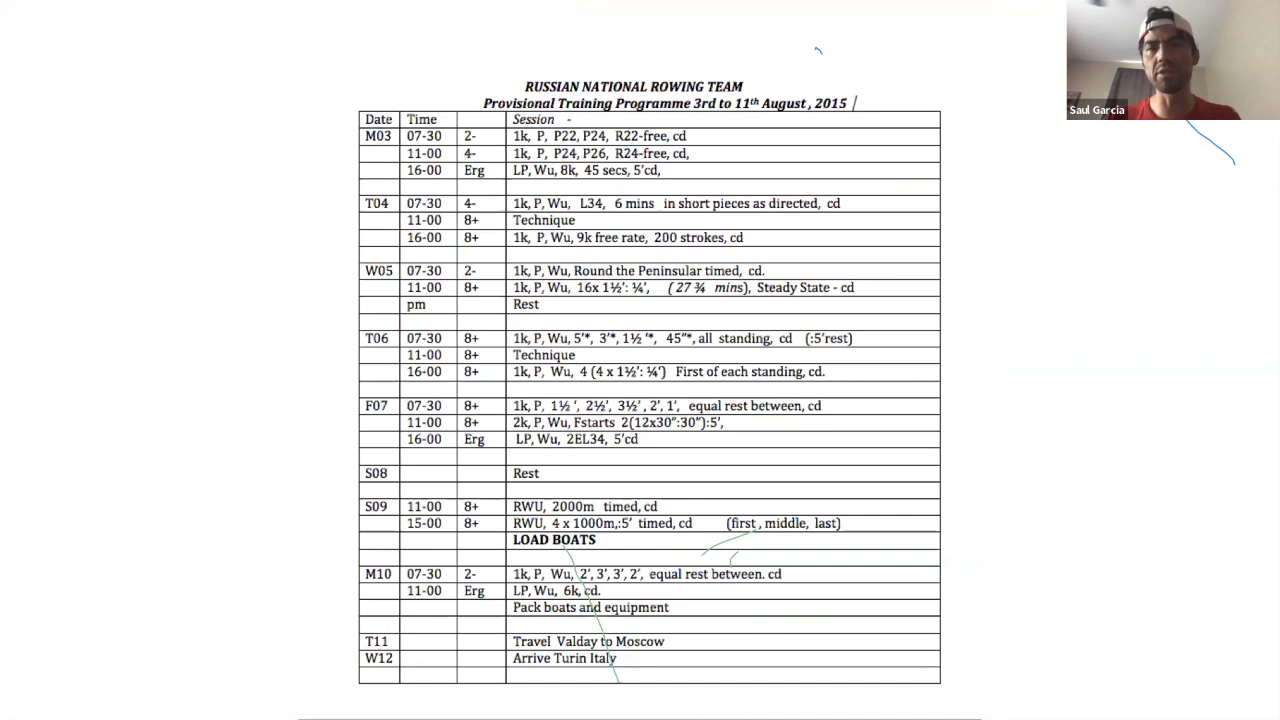 RUSSIAN NATIONAL ROWING TEAM
Provisional Training Programme 3rd to 11th August , 2015
Saul Garcia
Date Time Session -
M03 07-30 2- 1k, P, P22, P24, R22-free, cd
11-00 4- 1k, P, P24, P26, R24-free, cd,
16-00 Erg LP, Wu, 8k, 45 secs, 5'cd,
T04 07-30 4- 1k, P, Wu, L34, 6 mins in short pieces as directed, cd
11-00 8+ Technique
16-00 8+ 1k, P, Wu, 9k free rate, 200 strokes, cd
W05 07-30 2- 1k, P, Wu, Round the Peninsular timed, cd.
11-00 8+ 1k, P, Wu, 16x 1½': ¼', ( 27 ¾ mins), Steady State - cd
pm Rest
T06 07-30 8+ 1k, P, Wu, 5'*, 3'*, 1½ '*, 45"*, all standing, cd (:5'rest)
11-00 8+ Technique
16-00 8+ 1k, P, Wu, 4 (4 x 1½': ¼') First of each standing, cd.
F07 07-30 8+ 1k, P, 1½ ', 2½', 3½' , 2', 1', equal rest between, cd
11-00 8+ 2k, P, Wu, Fstarts 2(12x30":30"):5',
16-00 Erg LP, Wu, 2EL34, 5'cd
S08 Rest
S09 11-00 8+ RWU, 2000m timed, cd
15-00 8+ RWU, 4 x 1000m,:5' timed, cd (first , middle, last)
LOAD BOATS
M10 07-30 2- 1k, P, Wu, 2', 3', 3', 2', equal rest between. cd
11-00 Erg LP, Wu, 6k, cd.
Pack boats and equipment
T11 Travel Valday to Moscow
W12 Arrive Turin Italy